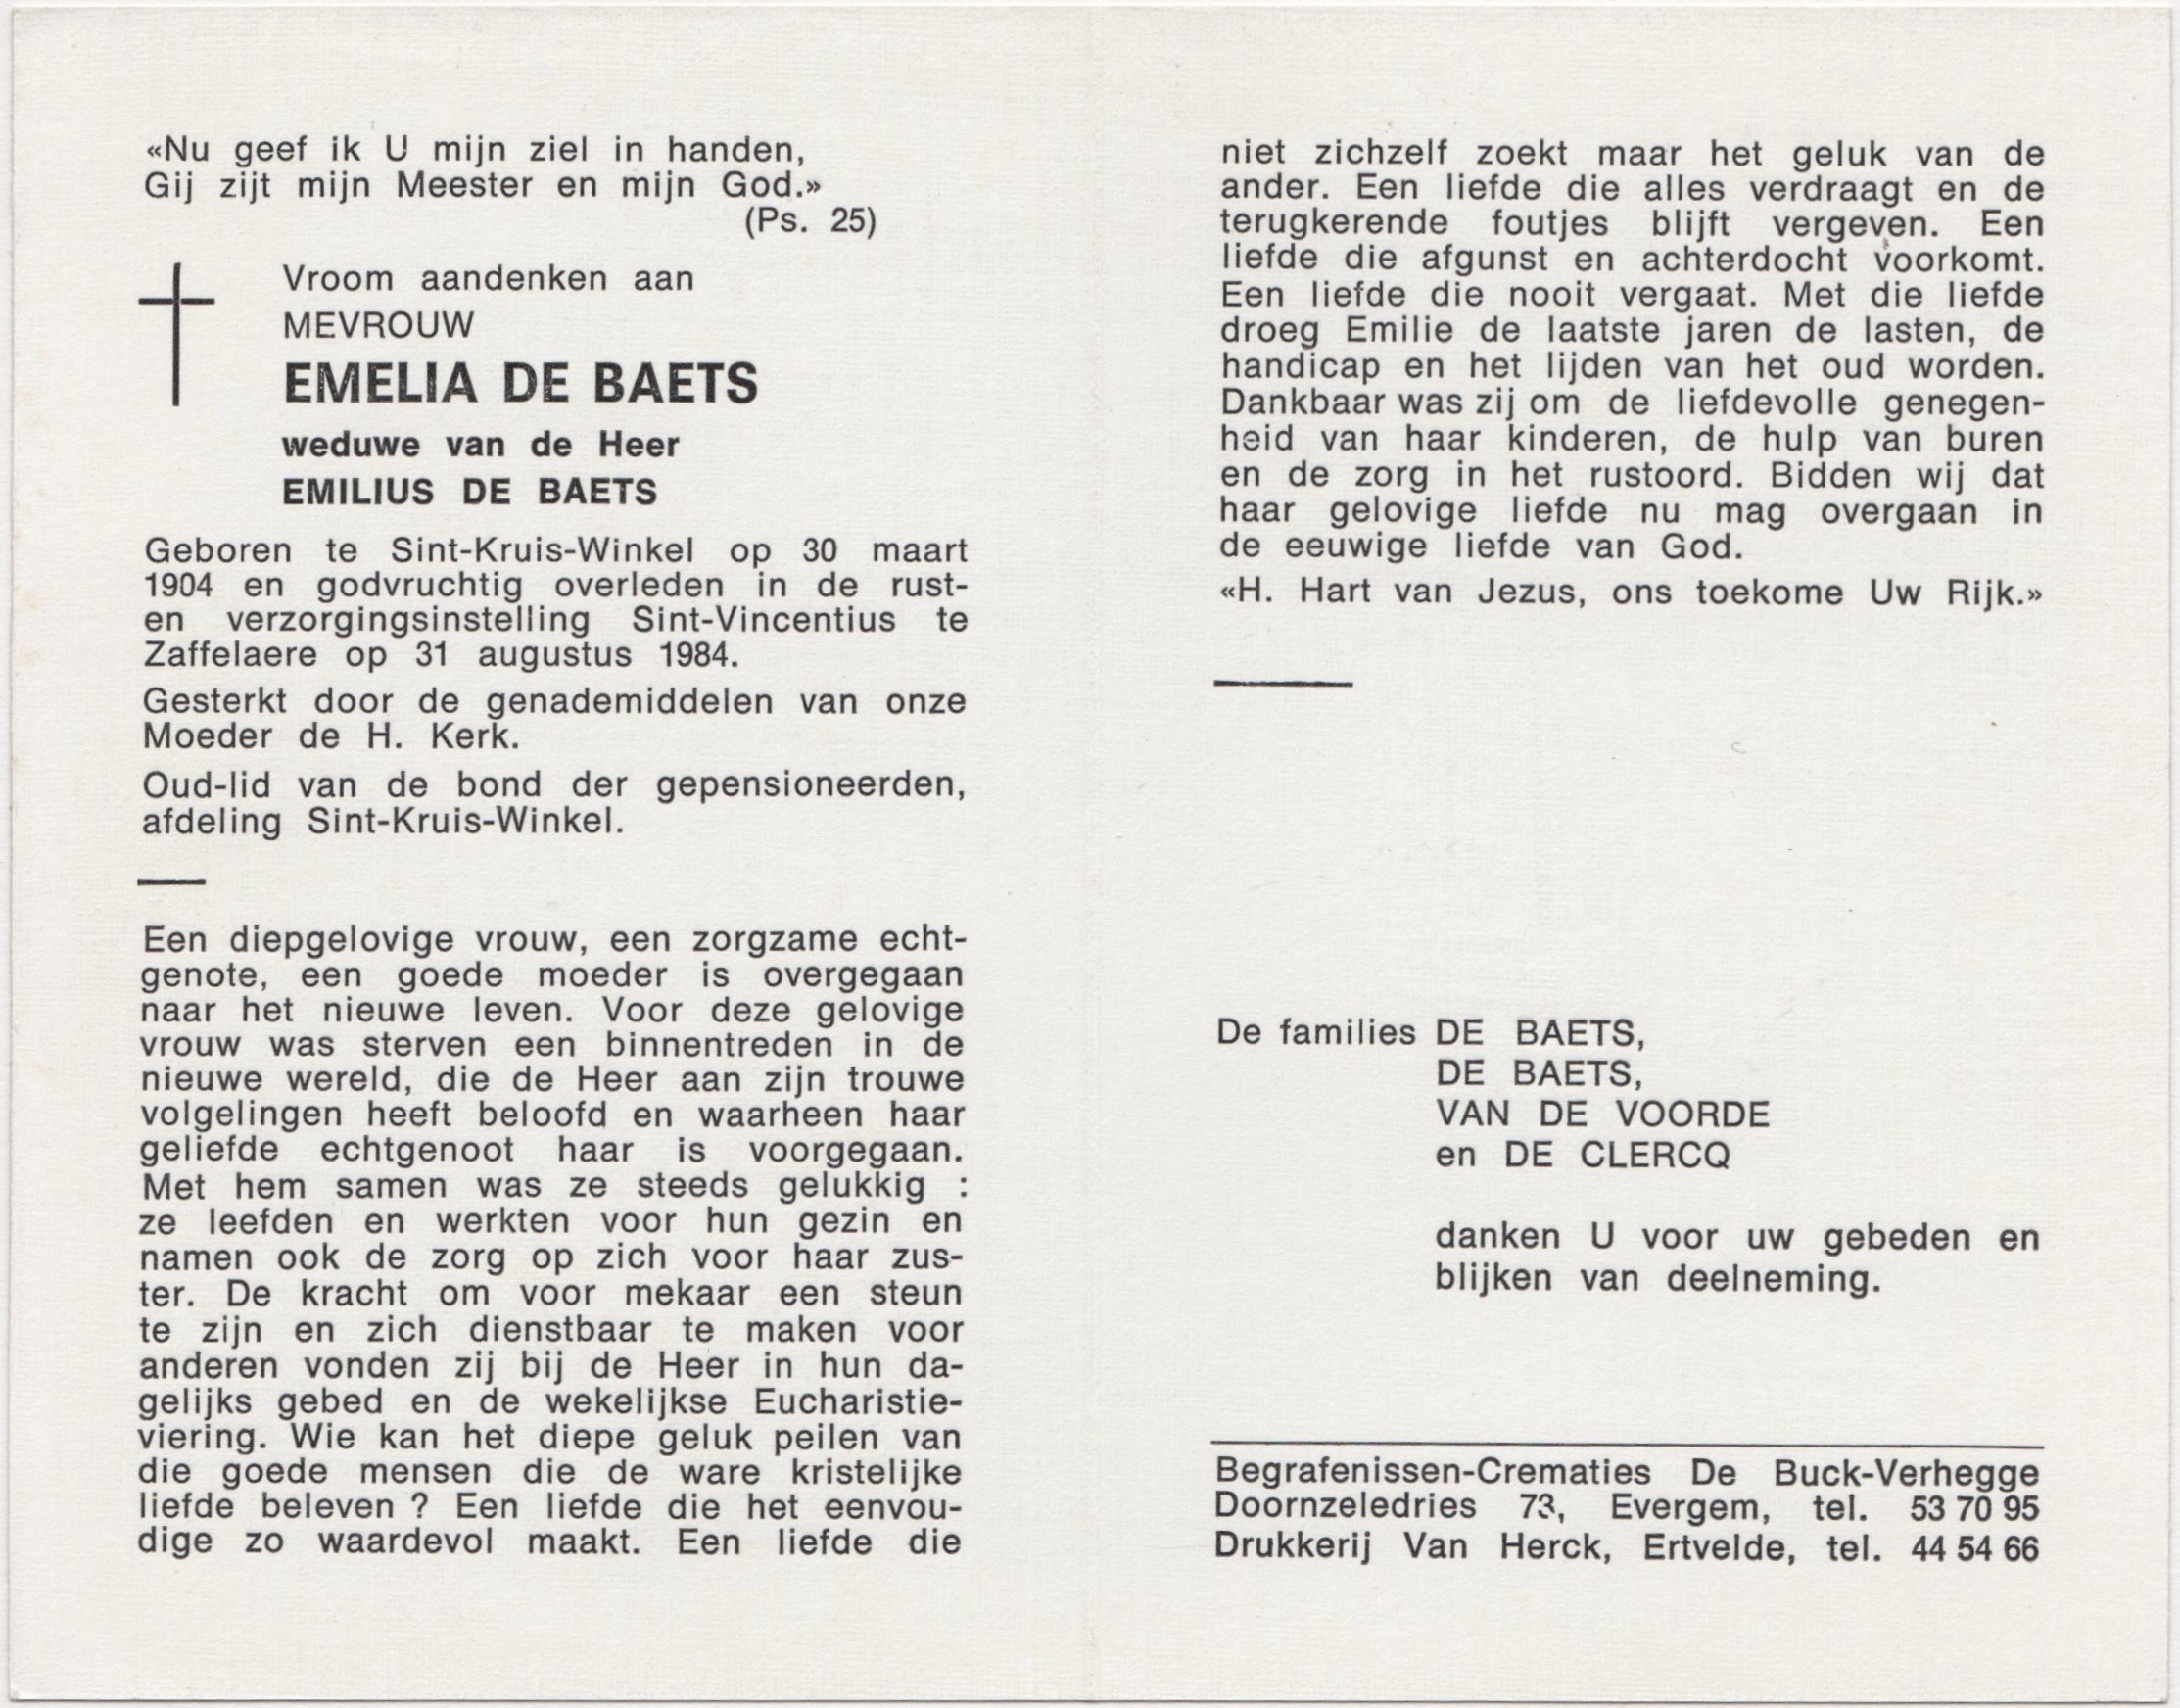 «Nu geef ik U mijn ziel in handen,
Gij zijt mijn Meester en mijn God.»
(Ps. 25)
Vroom aandenken aan
MEVROUW
EMELIA DE BAETS
weduwe van de Heer
EMILIUS DE BAETS
Geboren te Sint-Kruis-Winkel op 30 maart
1904 en godvruchtig overleden in de rust-
en verzorgingsinstelling Sint-Vincentius te
Zaffelaere op 31 augustus 1984.
Gesterkt door de genademiddelen van onze
Moeder de H. Kerk.
Oud-lid van de bond der gepensioneerden,
afdeling Sint-Kruis-Winkel.
Een diepgelovige vrouw, een zorgzame echt-
genote, een goede moeder is overgegaan
naar het nieuwe leven. Voor deze gelovige
vrouw was sterven een binnentreden in de
nieuwe wereld, die de Heer aan zijn trouwe
volgelingen heeft beloofd en waarheen haar
geliefde echtgenoot haar is voorgegaan.
Met hem samen was ze steeds gelukkig :
ze leefden en werkten voor hun gezin en
namen ook de zorg op zich voor haar zus-
ter. De kracht om voor mekaar een steun
te zijn en zich dienstbaar te maken voor
anderen vonden zij bij de Heer in hun da-
gelijks gebed en de wekelijkse Eucharistie-
viering. Wie kan het diepe geluk peilen van
die goede mensen die de ware kristelijke
liefde beleven ? Een liefde die het eenvou-
dige zo waardevol maakt. Een liefde die
niet zichzelf zoekt maar het geluk van de
ander. Een liefde die alles verdraagt en de
terugkerende foutjes blijft vergeven. Een
liefde die afgunst en achterdocht voorkomt.
Een liefde die nooit vergaat. Met die liefde
droeg Emilie de laatste jaren de lasten, de
handicap en het lijden van het oud worden.
Dankbaar was zij om de liefdevolle genegen-
heid van haar kinderen, de hulp van buren
en de zorg in het rustoord. Bidden wij dat
haar gelovige liefde nu mag overgaan in
de eeuwige liefde van God.
«H. Hart van Jezus, ons toekome Uw Rijk.»
De families DE BAETS,
DE BAETS,
VAN DE VOORDE
en DE CLERCQ
danken U voor uw gebeden en
blijken van deelneming.
Begrafenissen-Crematies De Buck-Verhegge
Doornzeledries 73, Evergem, tel. 53 70 95
Drukkerij Van Herck, Ertvelde, tel. 44 54 66